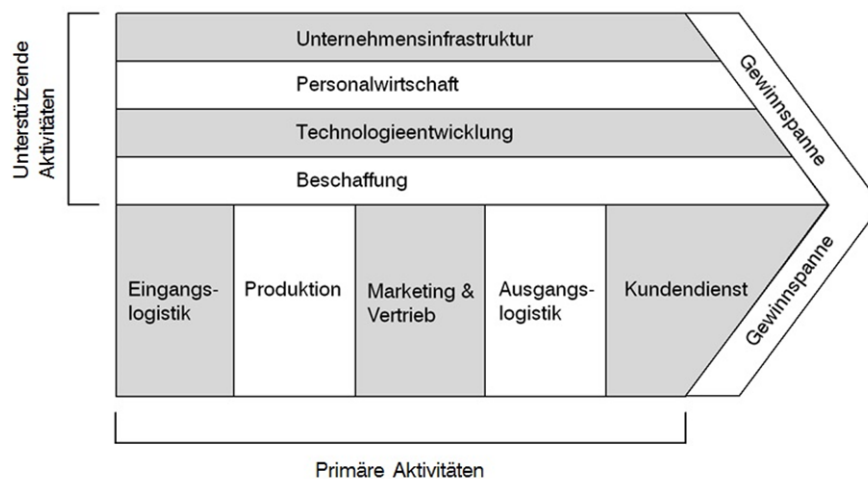 Unterstützende
Aktivitäten
Unternehmensinfrastruktur
Personalwirtschaft
Technologieentwicklung
Beschaffung
Gewinnspanne
Eingangs-
logistik
Produktion
Marketing &
Vertrieb
Ausgangs-
logistik
Kundendienst
Gewinnspanne
Primäre Aktivitäten